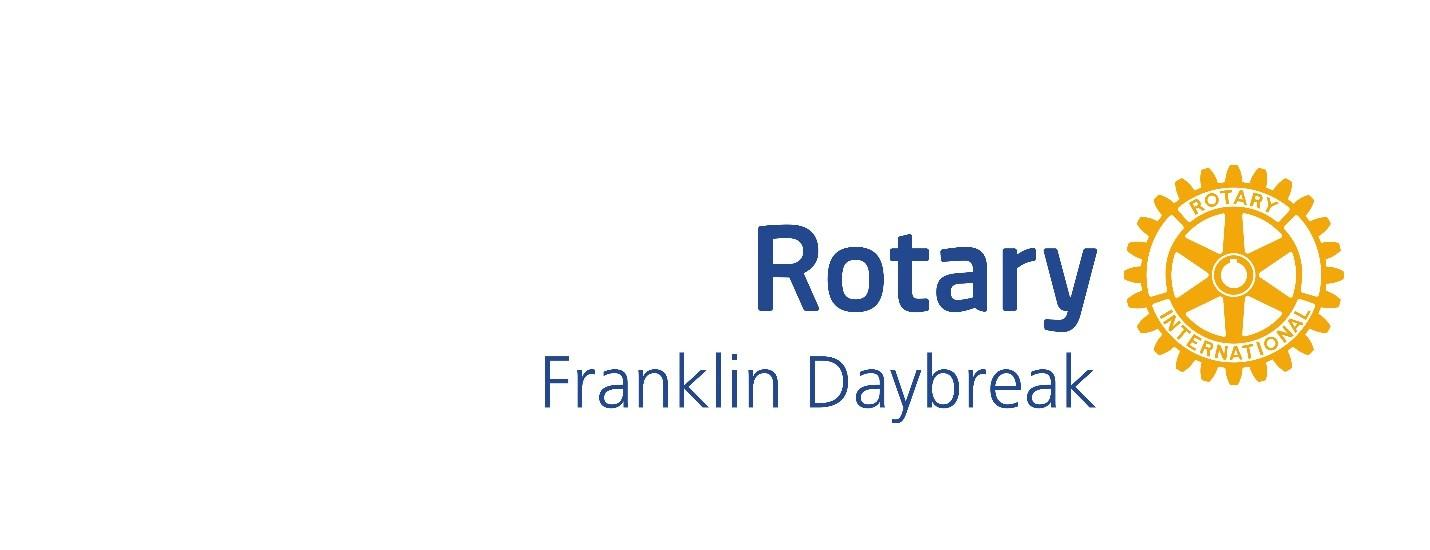 Rotary
Franklin Daybreak
ROTARY
INTERNATIONAL